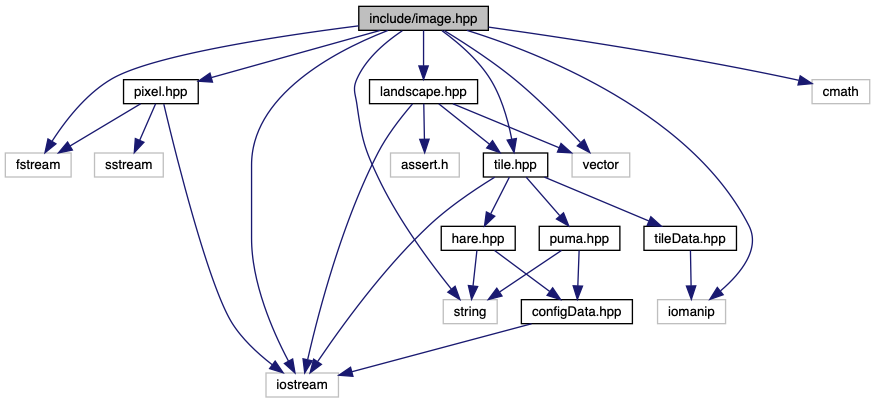 include/image.hpp
pixel.hpp
landscape.hpp
cmath
fstream
sstream
assert.h
tile.hpp
vector
hare.hpp
puma.hpp
tileData.hpp
string
configData.hpp
iomanip
iostream